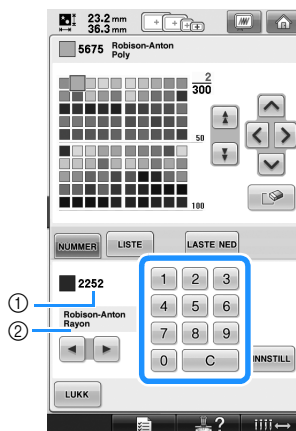 23.2 mm
36.3 mm
5675 Robison-Anton
Poly
2
300
50
100
NUMMER LISTE LASTE NED
① 2252
Robison-Anton
② Rayon
1 2 3
4 5 6
7 8 9
0 C
INNSTILL
LUKK
?